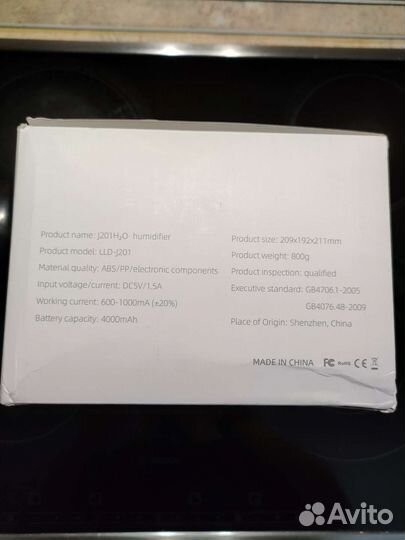 Product name: J201H₂O humidifier
Product model: LLD-J201
Material quality: ABS/PP/electronic components
Input voltage/current: DC5V/1.5A
Working current: 600-1000mA (±20%)
Battery capacity: 4000mAh
Product size: 209x192x211mm
Product weight: 800g
Product inspection: qualified
Executive standard: GB4706.1-2005
GB4076.48-2009
Place of Origin: Shenzhen, China
MADE IN CHINA FC RoHS CE
Avito